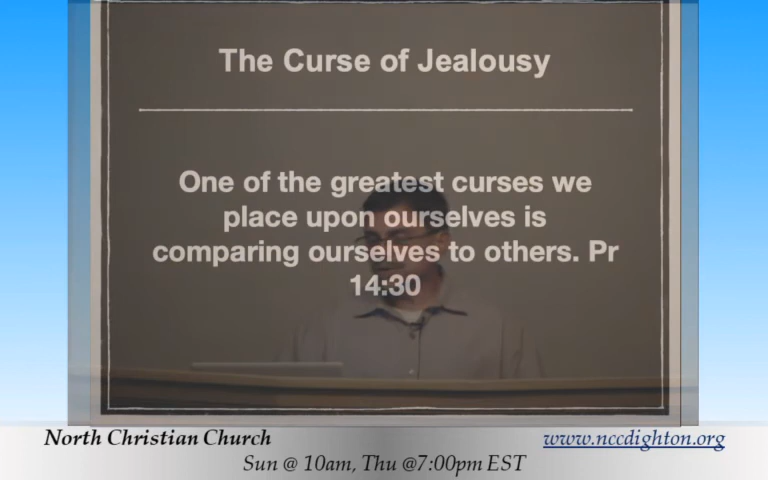 The Curse of Jealousy
One of the greatest curses we
place upon ourselves is
comparing ourselves to others. Pr
14:30
North Christian Church
www.nccdighton.org
Sun @ 10am, Thu @7:00pm EST